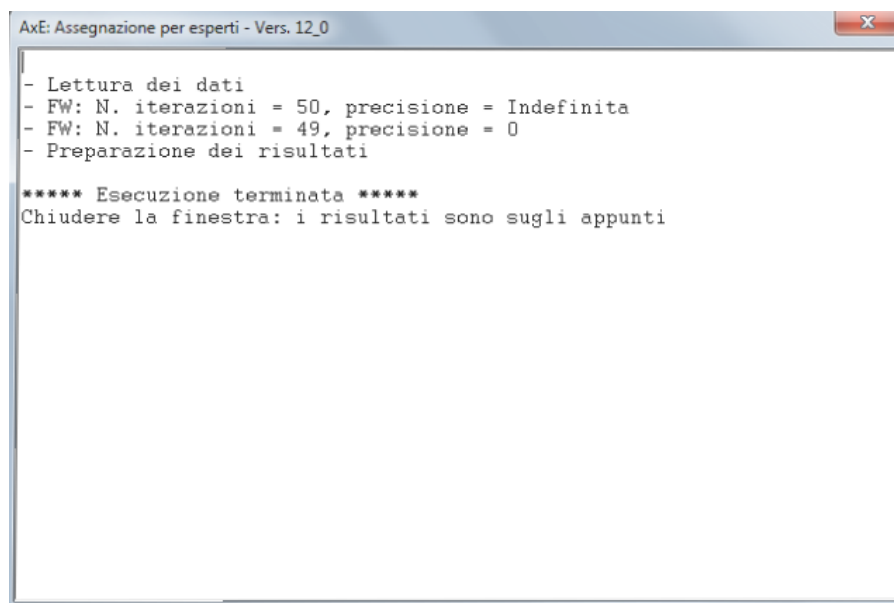 AxE: Assegnazione per esperti - Vers. 12_0
- Lettura dei dati
- FW: N. iterazioni = 50, precisione = Indefinita
- FW: N. iterazioni = 49, precisione = 0
- Preparazione dei risultati
***** Esecuzione terminata *****
Chiudere la finestra: i risultati sono sugli appunti